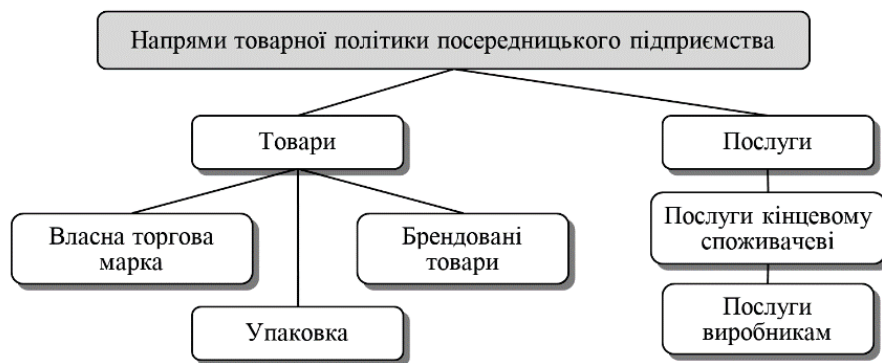 Напрями товарної політики посередницького підприємства
Товари
Послуги
Власна торгова
марка
Упаковка
Брендовані
товари
Послуги кінцевому
споживачеві
Послуги
виробникам